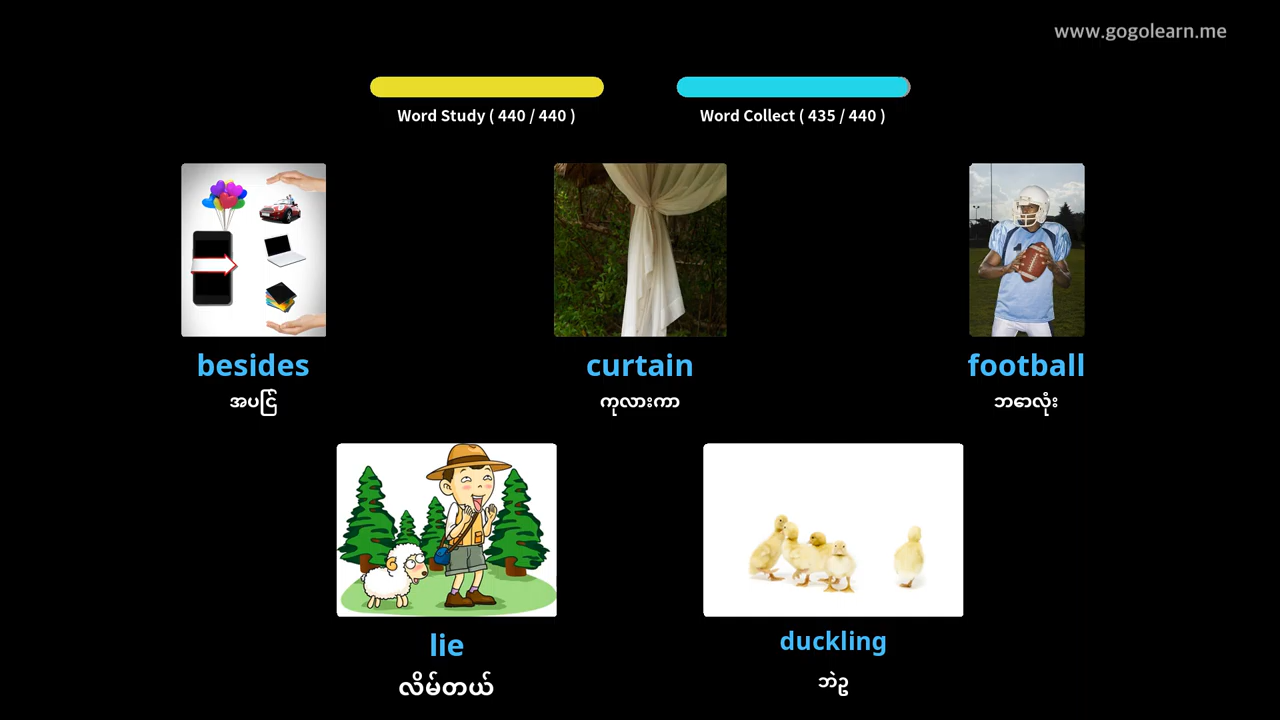 www.gogolearn.me
Word Study ( 440 / 440 )
Word Collect ( 435 / 440 )
besides
curtain
football
အပြင်
ကုလားကာ
ဘောလုံး
lie
duckling
လိမ်တယ်
ဘဲဥ